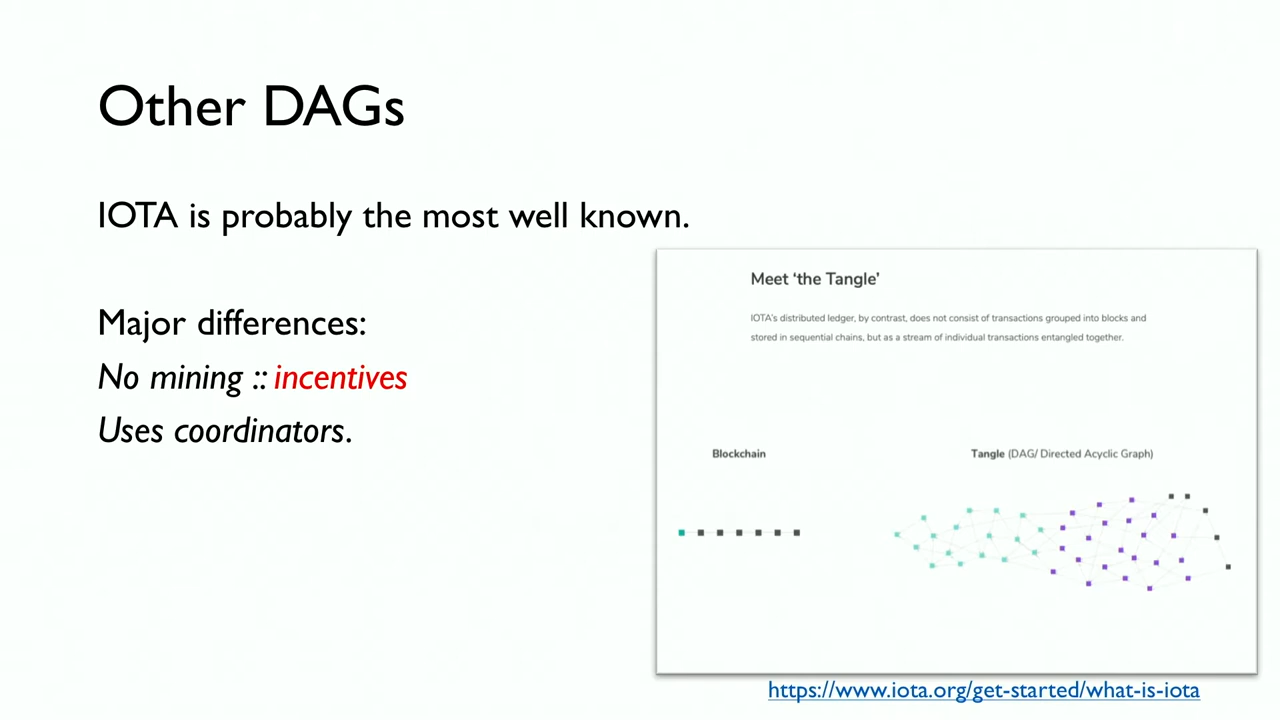 Other DAGs
IOTA is probably the most well known.
Major differences:
No mining :: incentives
Uses coordinators.
Meet ‘the Tangle’
IOTA's distributed ledger, by contrast, does not consist of transactions grouped into blocks and
stored in sequential chains, but as a stream of individual transactions entangled together.
Blockchain
Tangle (DAG/ Directed Acyclic Graph)
https://www.iota.org/get-started/what-is-iota